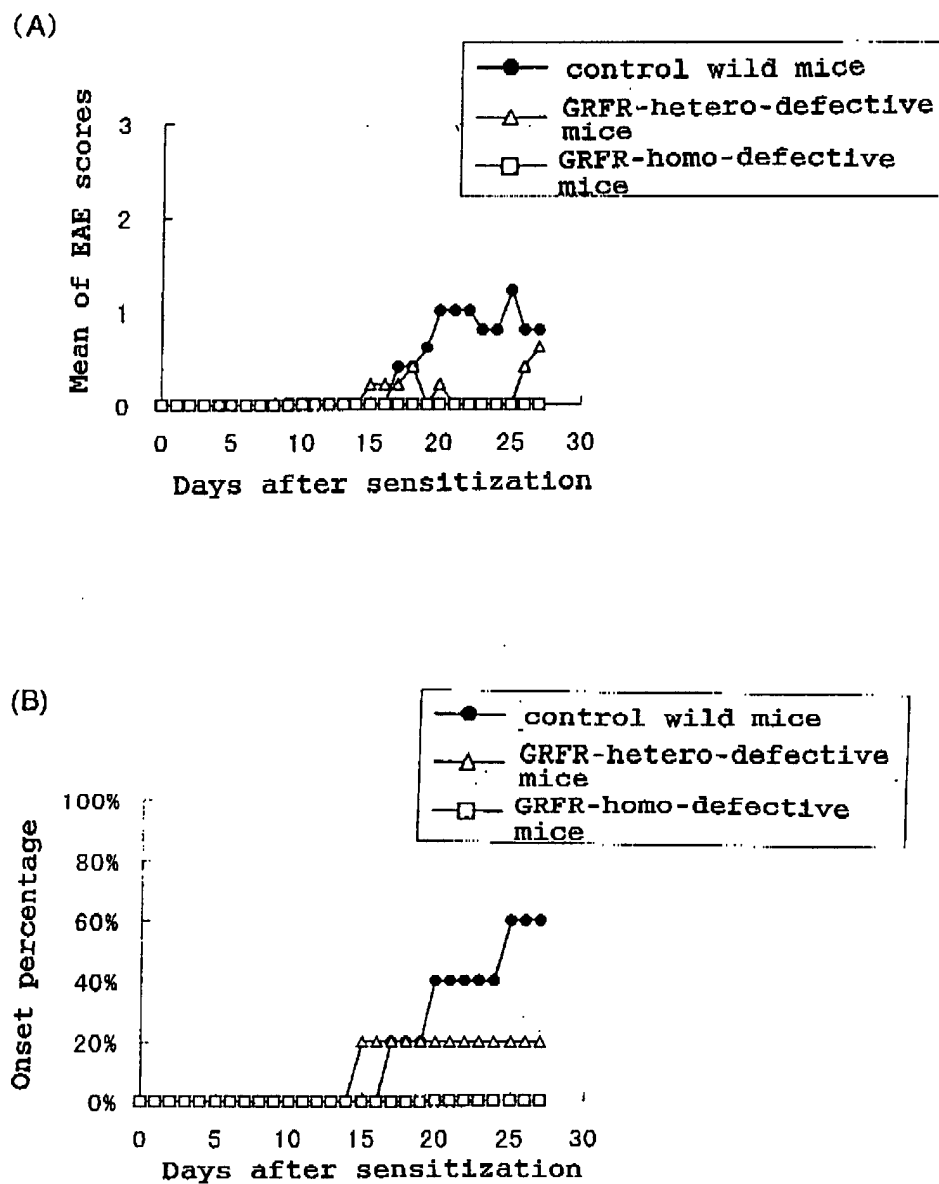 (A)
control wild mice
GRFR-hetero-defective
mice
GRFR-homo-defective
mice
Mean of EAE scores
3
2
1
0
0 5 10 15 20 25 30
Days after sensitization
(B)
control wild mice
GRFR-hetero-defective
mice
GRFR-homo-defective
mice
Onset percentage
100%
80%
60%
40%
20%
0%
0 5 10 15 20 25 30
Days after sensitization